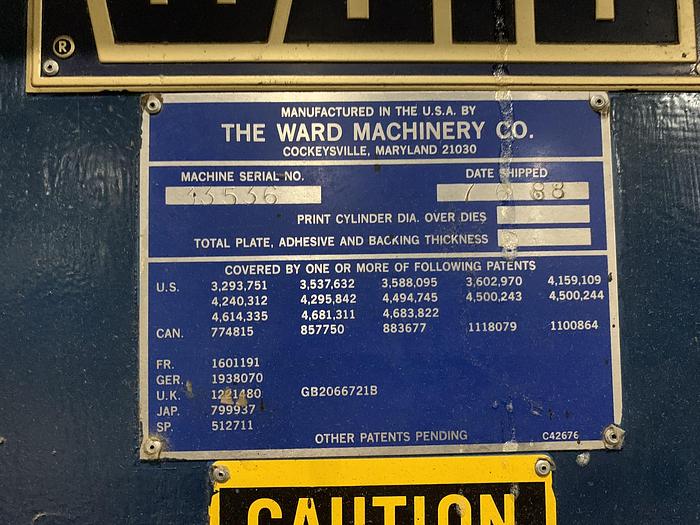 ®
MANUFACTURED IN THE U.S.A. BY
THE WARD MACHINERY CO.
COCKEYSVILLE, MARYLAND 21030
MACHINE SERIAL NO. DATE SHIPPED
13536 7 6 88
PRINT CYLINDER DIA. OVER DIES
TOTAL PLATE, ADHESIVE AND BACKING THICKNESS
COVERED BY ONE OR MORE OF FOLLOWING PATENTS
U.S. 3,293,751 3,537,632 3,588,095 3,602,970 4,159,109
4,240,312 4,295,842 4,494,745 4,500,243 4,500,244
4,614,335 4,681,311 4,683,822
CAN. 774815 857750 883677 1118079 1100864
FR. 1601191
GER. 1938070
U.K. 1221480 GB2066721B
JAP. 799937
SP. 512711
OTHER PATENTS PENDING C42676
CAUTION